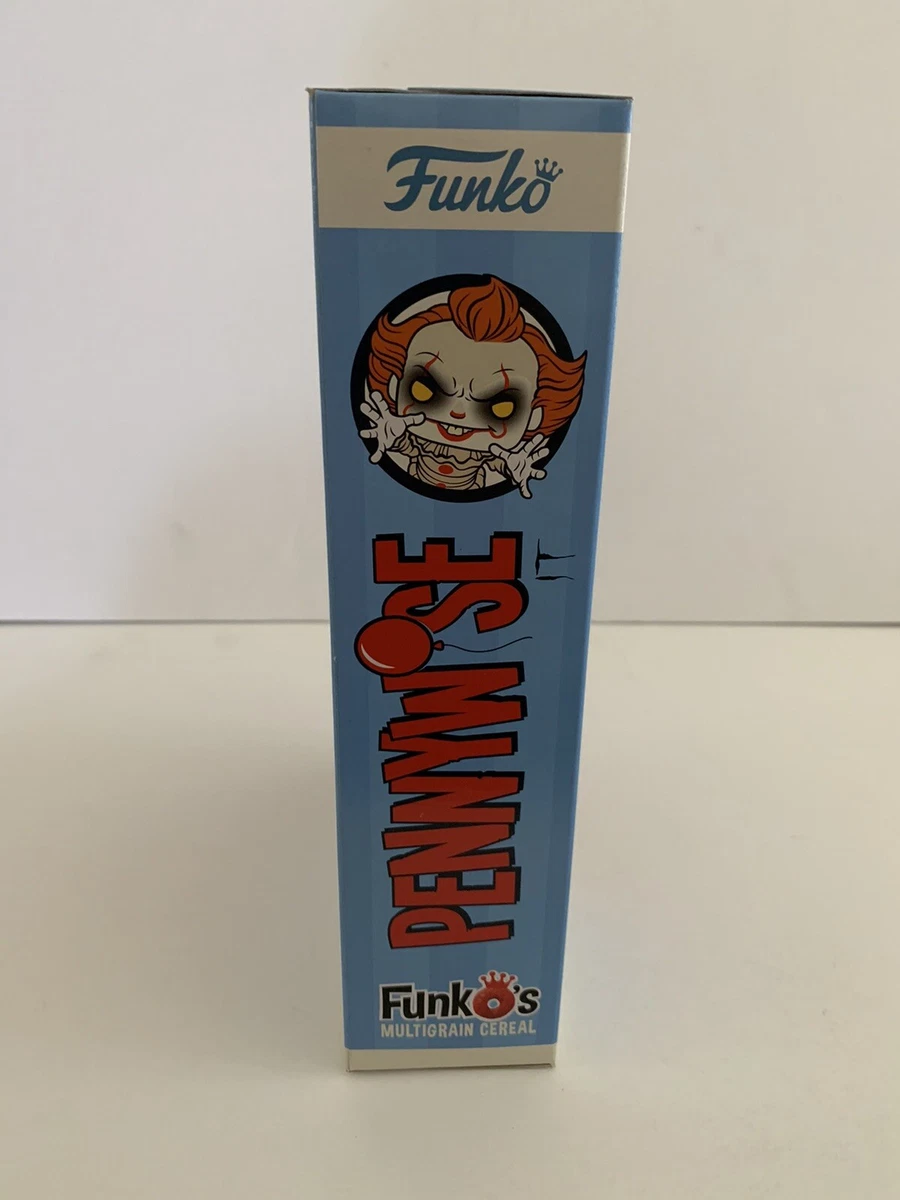 Funko
PENNYWISE
IT
FunkO's
MULTIGRAIN CEREAL